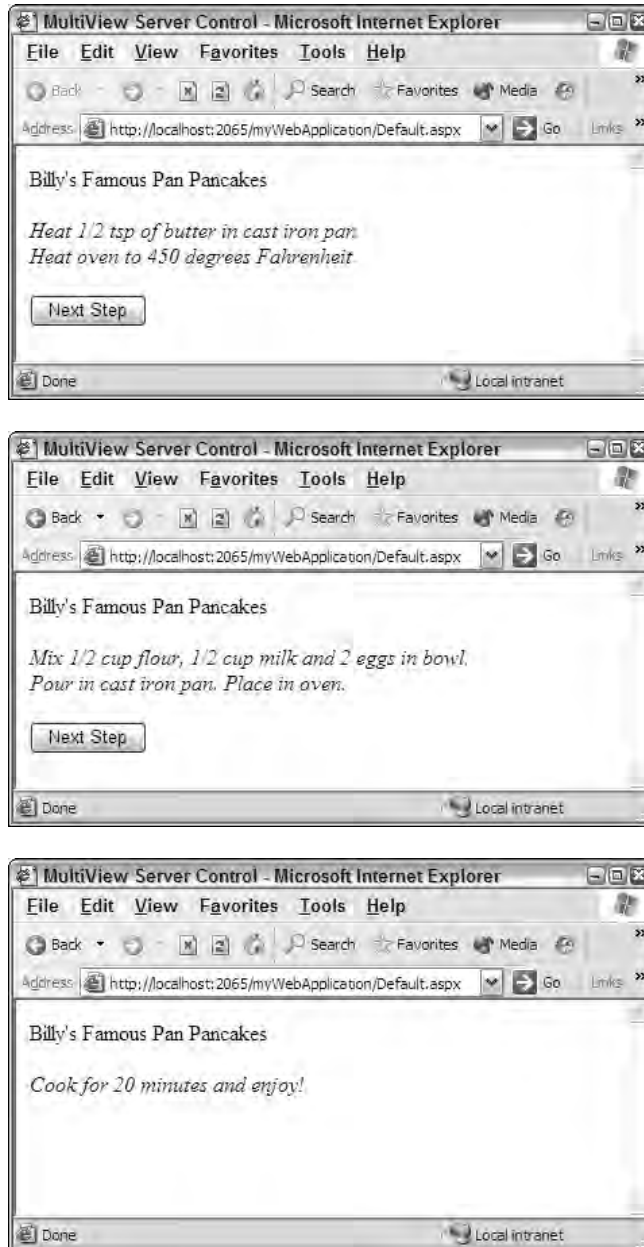 MultiView Server Control - Microsoft Internet Explorer
File Edit View Favorites Tools Help
Back Search Favorites Media »
Address http://localhost:2065/myWebApplication/Default.aspx Go Links »
Billy's Famous Pan Pancakes
Heat 1/2 tsp of butter in cast iron pan.
Heat oven to 450 degrees Fahrenheit
Next Step
Done Local intranet
MultiView Server Control - Microsoft Internet Explorer
File Edit View Favorites Tools Help
Back Search Favorites Media »
Address http://localhost:2065/myWebApplication/Default.aspx Go Links »
Billy's Famous Pan Pancakes
Mix 1/2 cup flour, 1/2 cup milk and 2 eggs in bowl.
Pour in cast iron pan. Place in oven.
Next Step
Done Local intranet
MultiView Server Control - Microsoft Internet Explorer
File Edit View Favorites Tools Help
Back Search Favorites Media »
Address http://localhost:2065/myWebApplication/Default.aspx Go Links »
Billy's Famous Pan Pancakes
Cook for 20 minutes and enjoy!
Done Local intranet